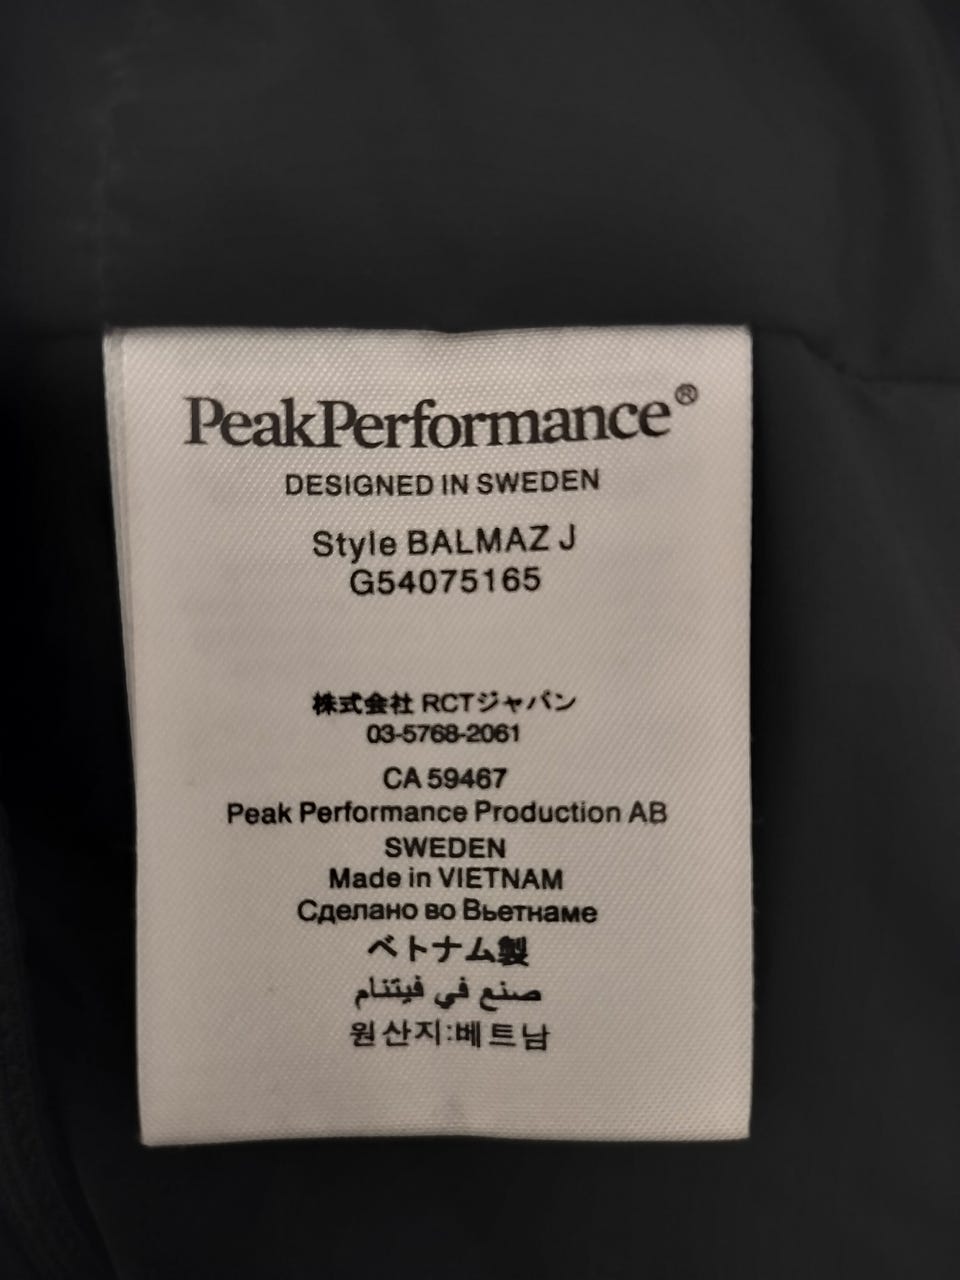 PeakPerformance®
DESIGNED IN SWEDEN
Style BALMAZ J
G54075165
株式会社 RCTジャパン
03-5768-2061
CA 59467
Peak Performance Production AB
SWEDEN
Made in VIETNAM
Сделано во Вьетнаме
ベトナム製
صنع في فيتنام
원산지:베트남